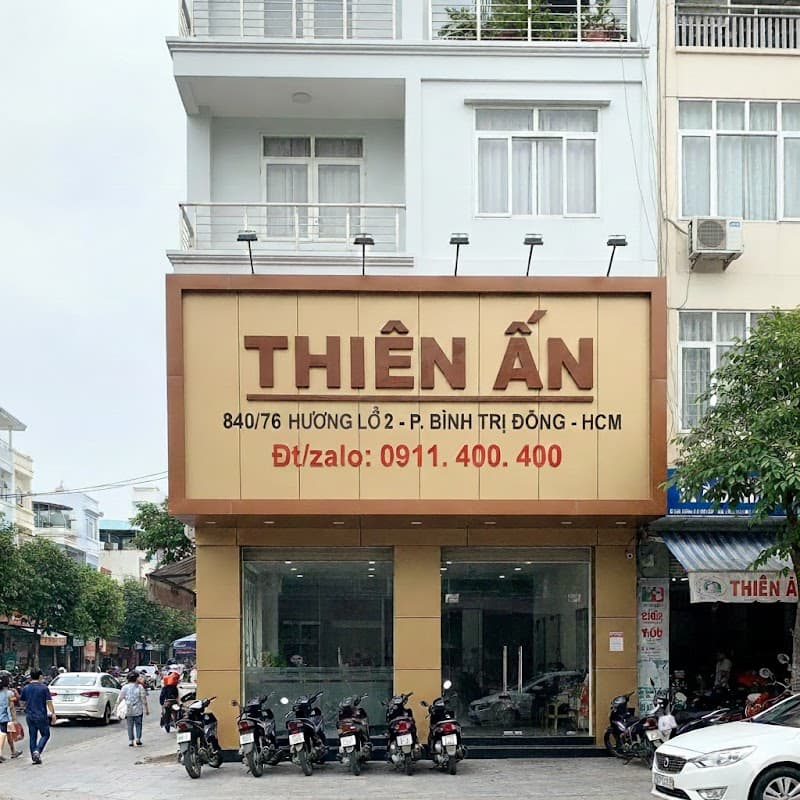 THIÊN ẤN
840/76 HƯƠNG LỔ 2 - P. BÌNH TRỊ ĐÔNG - HCM
Đt/zalo: 0911. 400. 400
THIÊN